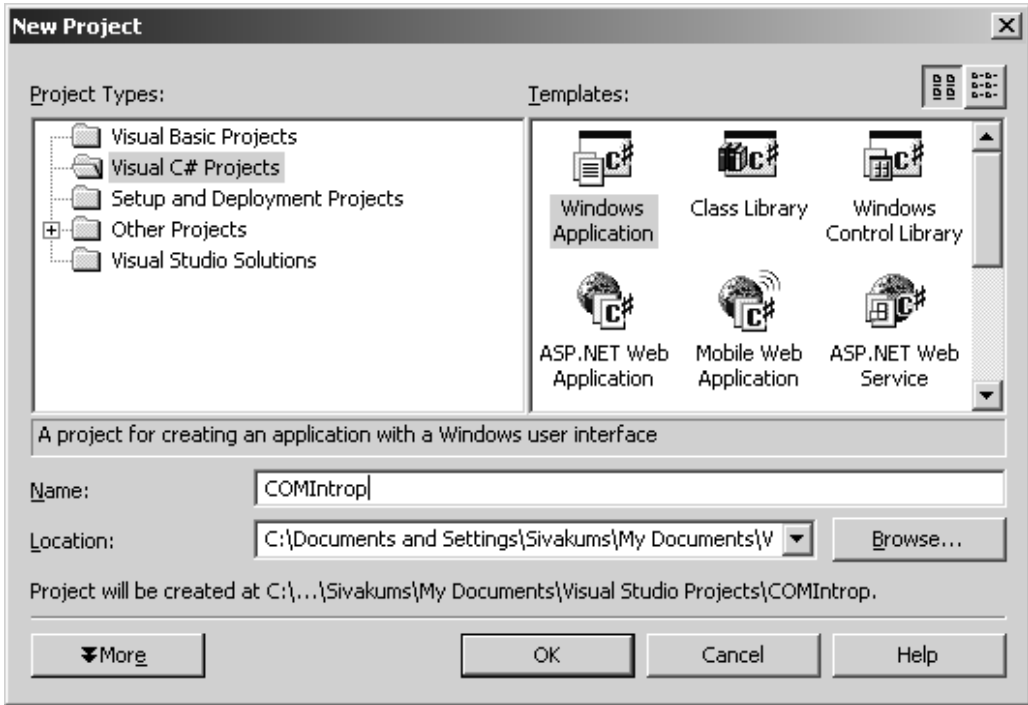 New Project
Project Types:
Templates:
Visual Basic Projects
Visual C# Projects
Setup and Deployment Projects
Other Projects
Visual Studio Solutions
Windows
Application
Class Library
Windows
Control Library
ASP.NET Web
Application
Mobile Web
Application
ASP.NET Web
Service
A project for creating an application with a Windows user interface
Name:
COMIntrop
Location:
C:\Documents and Settings\Sivakums\My Documents\V
Browse...
Project will be created at C:\...\Sivakums\My Documents\Visual Studio Projects\COMIntrop.
More
OK
Cancel
Help